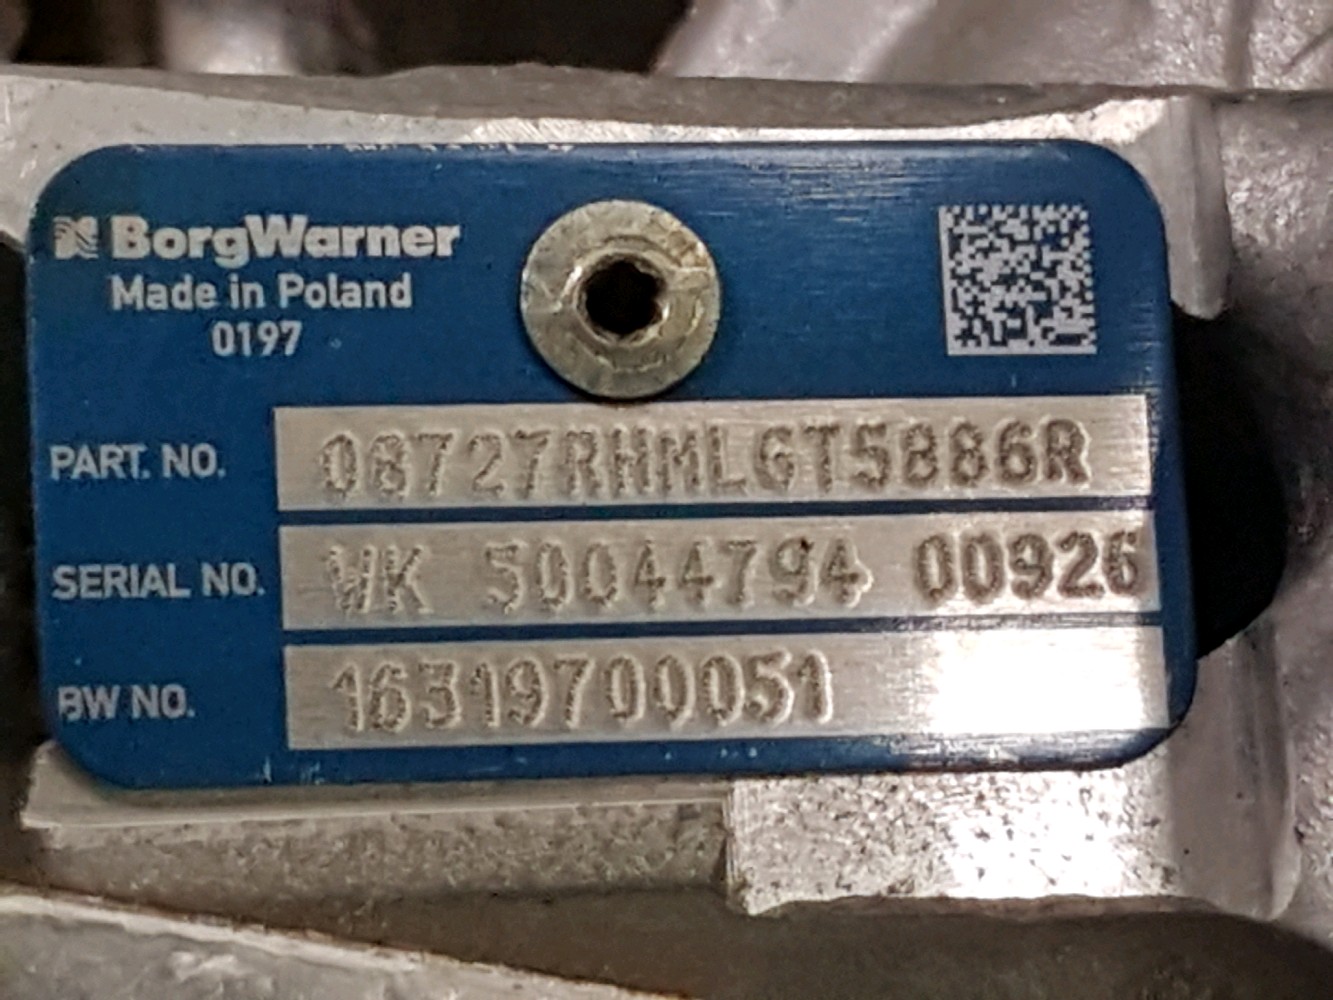 BorgWarner
Made in Poland
0197
PART. NO. 08727RHMLGT5886R
SERIAL NO. WK 50044794 00926
BW NO. 16319700051